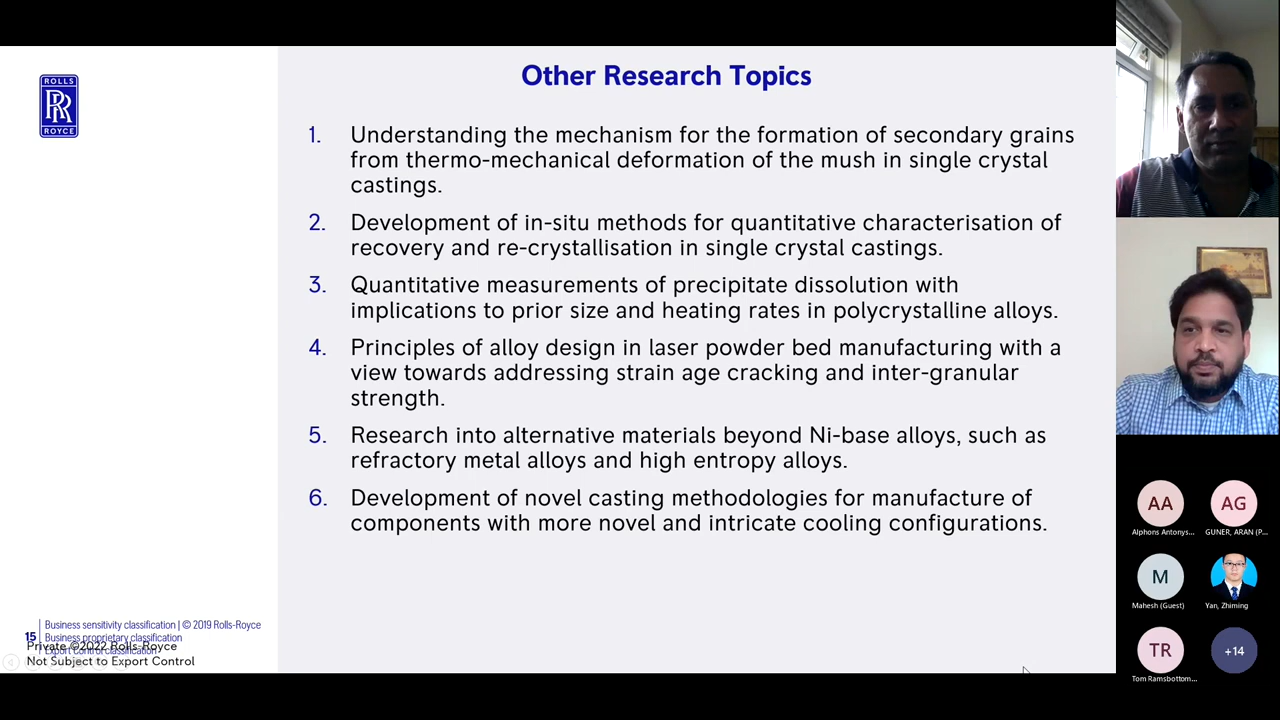 ROLLS
RR
ROYCE
Other Research Topics
1. Understanding the mechanism for the formation of secondary grains
from thermo-mechanical deformation of the mush in single crystal
castings.
2. Development of in-situ methods for quantitative characterisation of
recovery and re-crystallisation in single crystal castings.
3. Quantitative measurements of precipitate dissolution with
implications to prior size and heating rates in polycrystalline alloys.
4. Principles of alloy design in laser powder bed manufacturing with a
view towards addressing strain age cracking and inter-granular
strength.
5. Research into alternative materials beyond Ni-base alloys, such as
refractory metal alloys and high entropy alloys.
6. Development of novel casting methodologies for manufacture of
components with more novel and intricate cooling configurations.
15
Business sensitivity classification | © 2019 Rolls-Royce
Business proprietary classification
Export control classification
Private ©2022 Rolls-Royce
Not Subject to Export Control
AA
AG
Alphons Antonys...
GUNER, ARAN (P...
M
Mahesh (Guest)
Yan, Zhiming
TR
+14
Tom Ramsbottom...